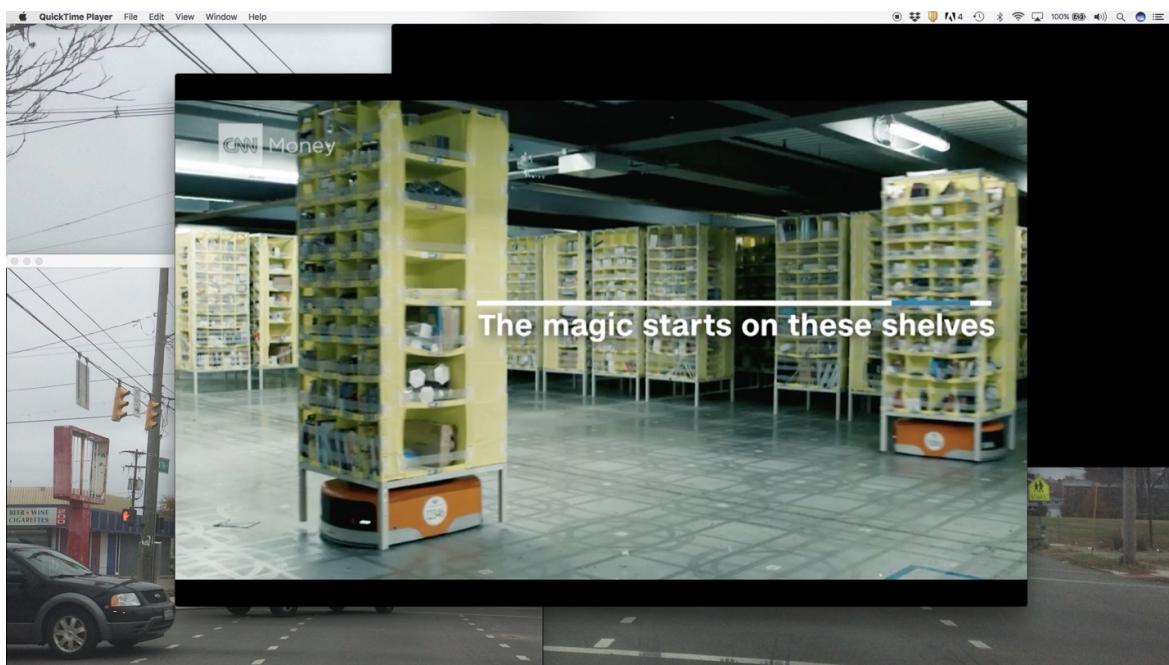 QuickTime Player File Edit View Window Help
4
100%
CNN Money
The magic starts on these shelves
BEER & WINE
CIGARETTES